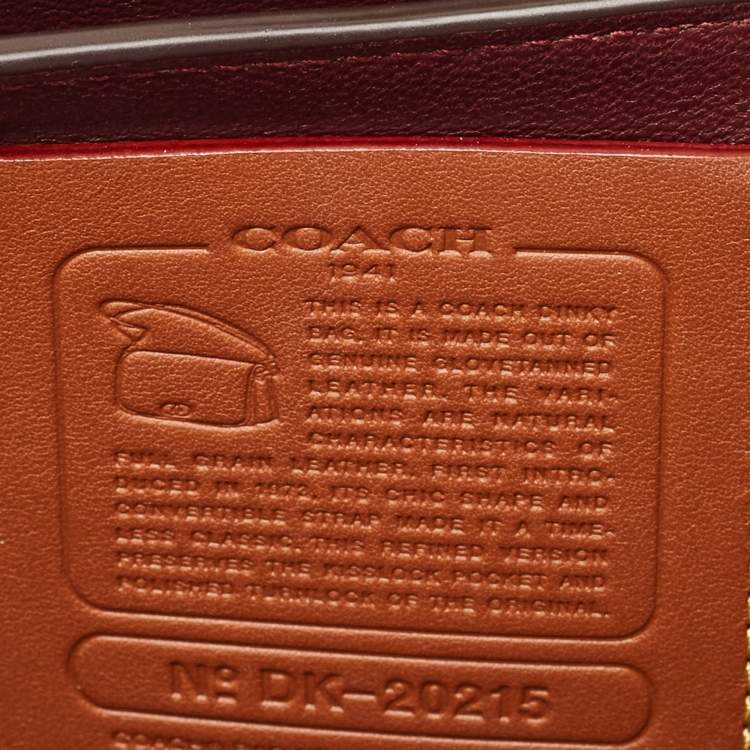 COACH
1941
THIS IS A COACH DINKY
BAG. IT IS MADE OUT OF
GENUINE GLOVETANNED
LEATHER. THE VARI-
ATIONS ARE NATURAL
CHARACTERISTICS OF
FULL GRAIN LEATHER. FIRST INTRO-
DUCED IN 1972, ITS CHIC SHAPE AND
CONVERTIBLE STRAP MADE IT A TIME-
LESS CLASSIC. THIS REFINED VERSION
PRESERVES THE KISSLOCK POCKET AND
POLISHED TURNLOCK OF THE ORIGINAL.
Nº DK-20215